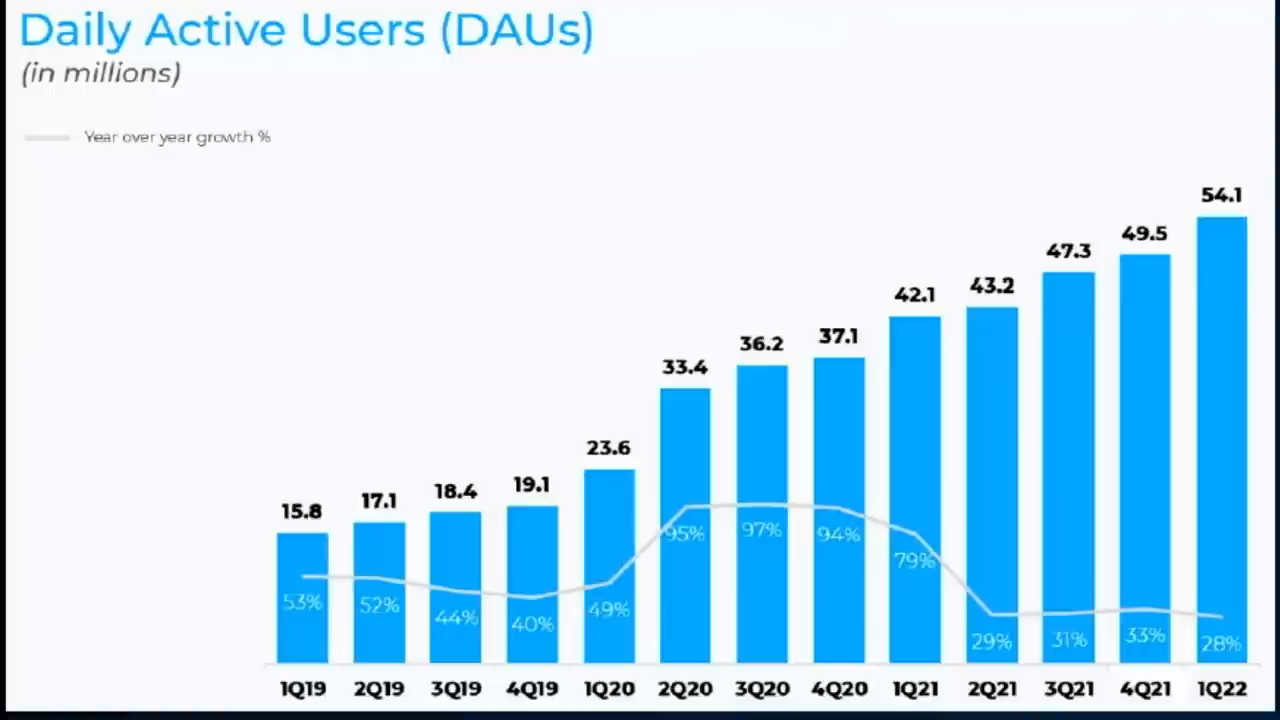 Daily Active Users (DAUs)
(in millions)
Year over year growth %
15.8 17.1 18.4 19.1 23.6 33.4 36.2 37.1 42.1 43.2 47.3 49.5 54.1
53% 52% 44% 40% 49% 95% 97% 94% 79% 29% 31% 33% 28%
1Q19 2Q19 3Q19 4Q19 1Q20 2Q20 3Q20 4Q20 1Q21 2Q21 3Q21 4Q21 1Q22